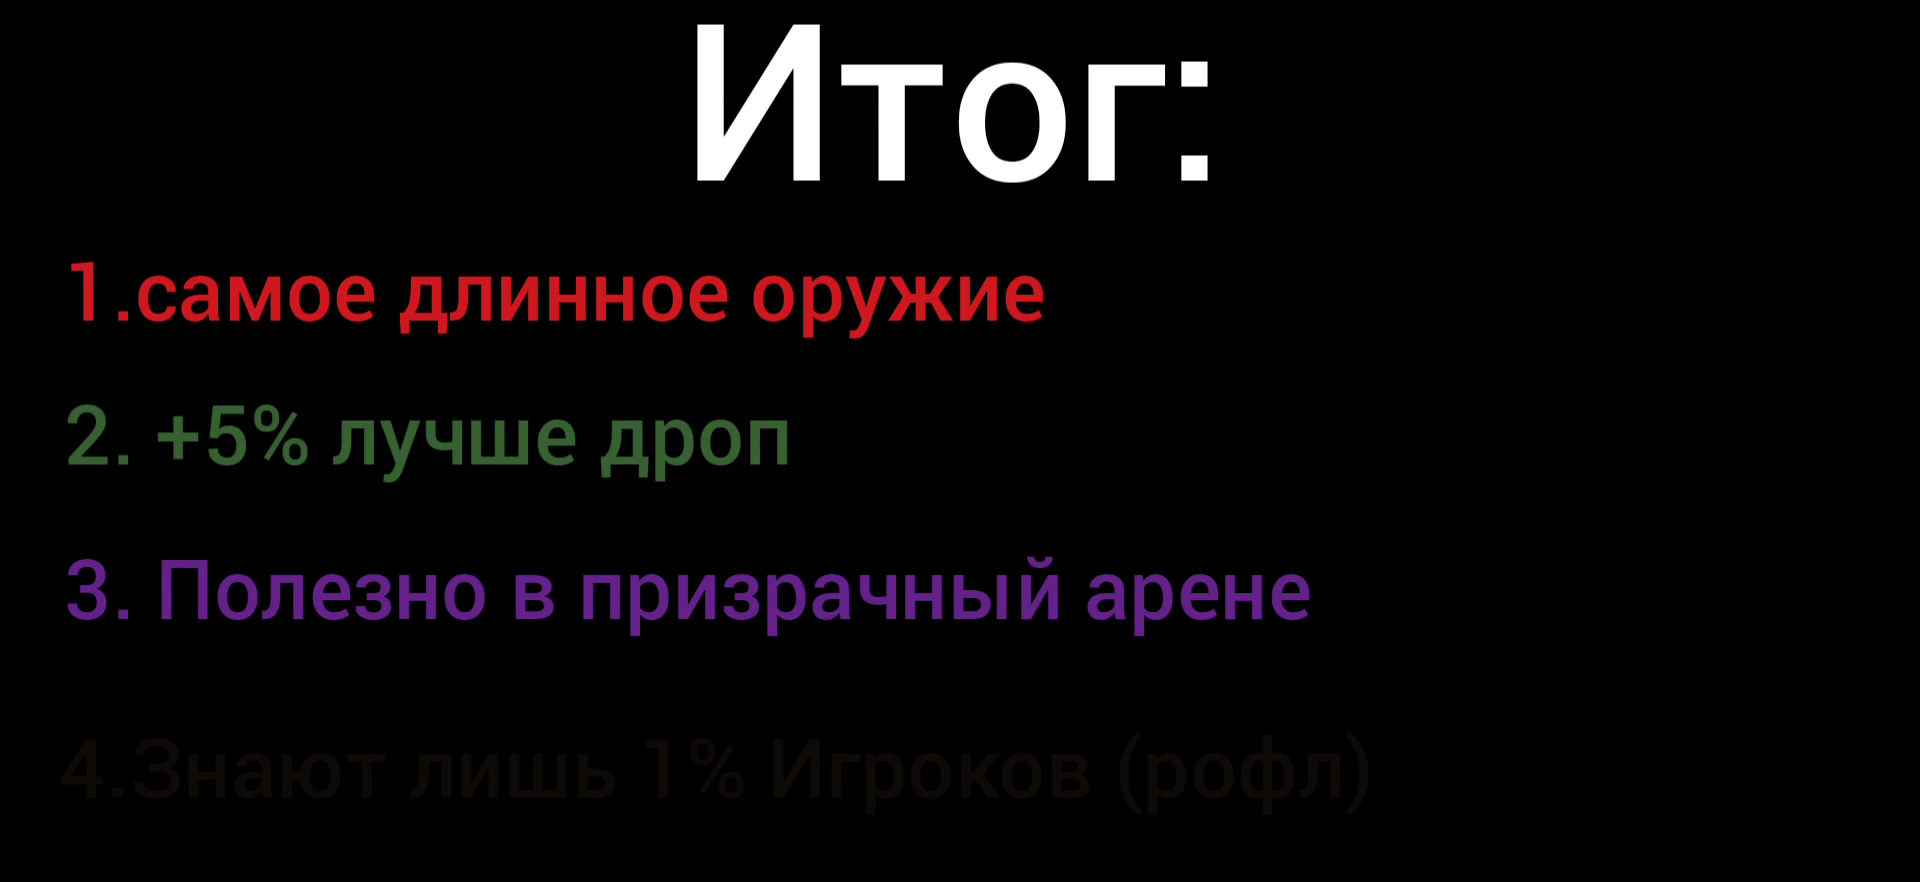 Итог:
1.самое длинное оружие
2. +5% лучше дроп
3. Полезно в призрачный арене
4.Знают лишь 1% Игроков (рофл)